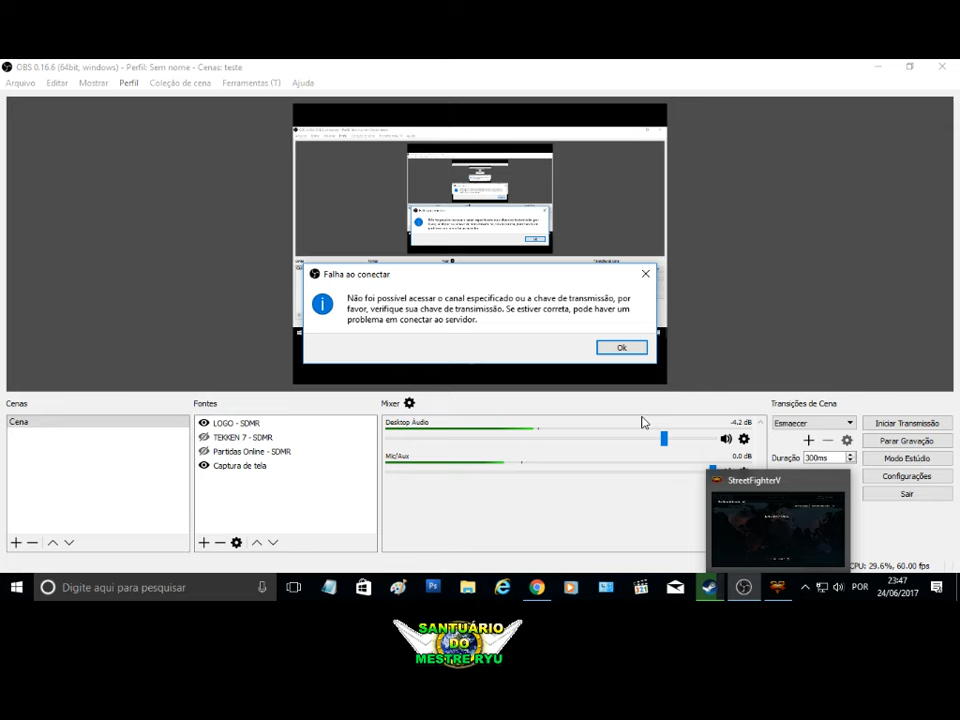 OBS 0.16.6 (64bit, windows) - Perfil: Sem nome - Cenas: teste
Arquivo Editar Mostrar Perfil Coleção de cena Ferramentas (T) Ajuda
Falha ao conectar
Não foi possível acessar o canal especificado ou a chave de transmissão, por
favor, verifique sua chave de transimissão. Se estiver correta, pode haver um
problema em conectar ao servidor.
Ok
Cenas
Cena
Fontes
LOGO - SDMR
TEKKEN 7 - SDMR
Partidas Online - SDMR
Captura de tela
Mixer
Desktop Áudio -4.2 dB
Mic/Aux 0.0 dB
Transições de Cena
Esmaecer
Duração 300ms
Iniciar Transmissão
Parar Gravação
Modo Estúdio
Configurações
Sair
StreetFighterV
CPU: 29.6%, 60.00 fps
Digite aqui para pesquisar
POR
23:47
24/06/2017
SANTUÁRIO
DO
MESTRE RYU